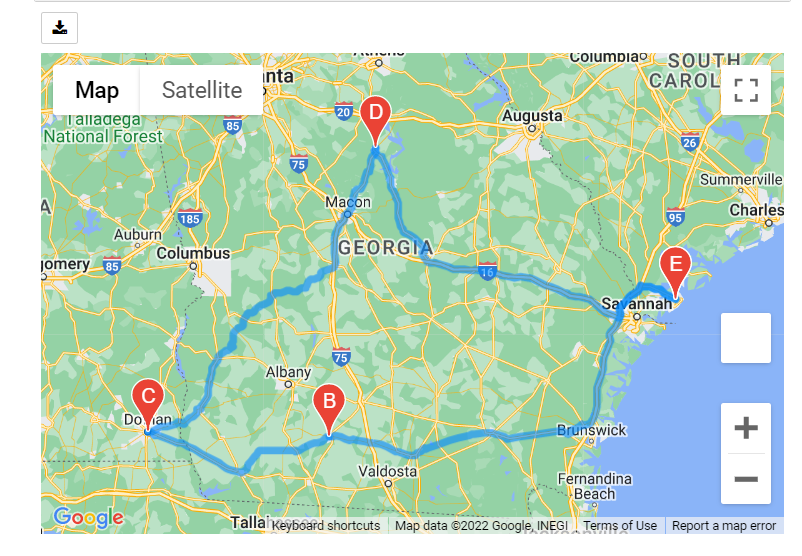 Athens
Columbia
SOUTH
CAROL
Map
Satellite
anta
Talladega
National Forest
85
20
D
Augusta
75
26
Summerville
A
185
Macon
95
Charles
Auburn
Columbus
GEORGIA
gomery
85
16
E
Savannah
75
Albany
C
B
Dothan
Brunswick
Valdosta
Fernandina
Beach
Google
Tallahassee
Keyboard shortcuts
Map data ©2022 Google, INEGI
Terms of Use
Report a map error